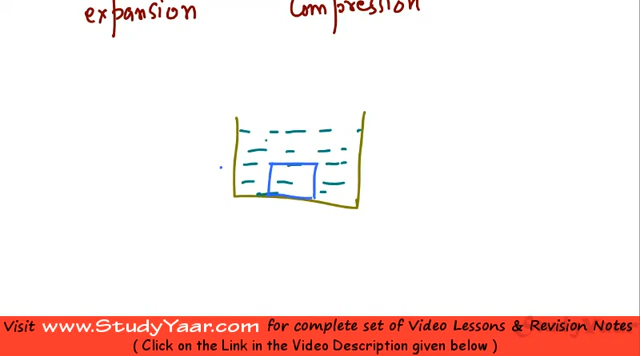 expansion compression
Visit www.StudyYaar.com for complete set of Video Lessons & Revision Notes
( Click on the Link in the Video Description given below )